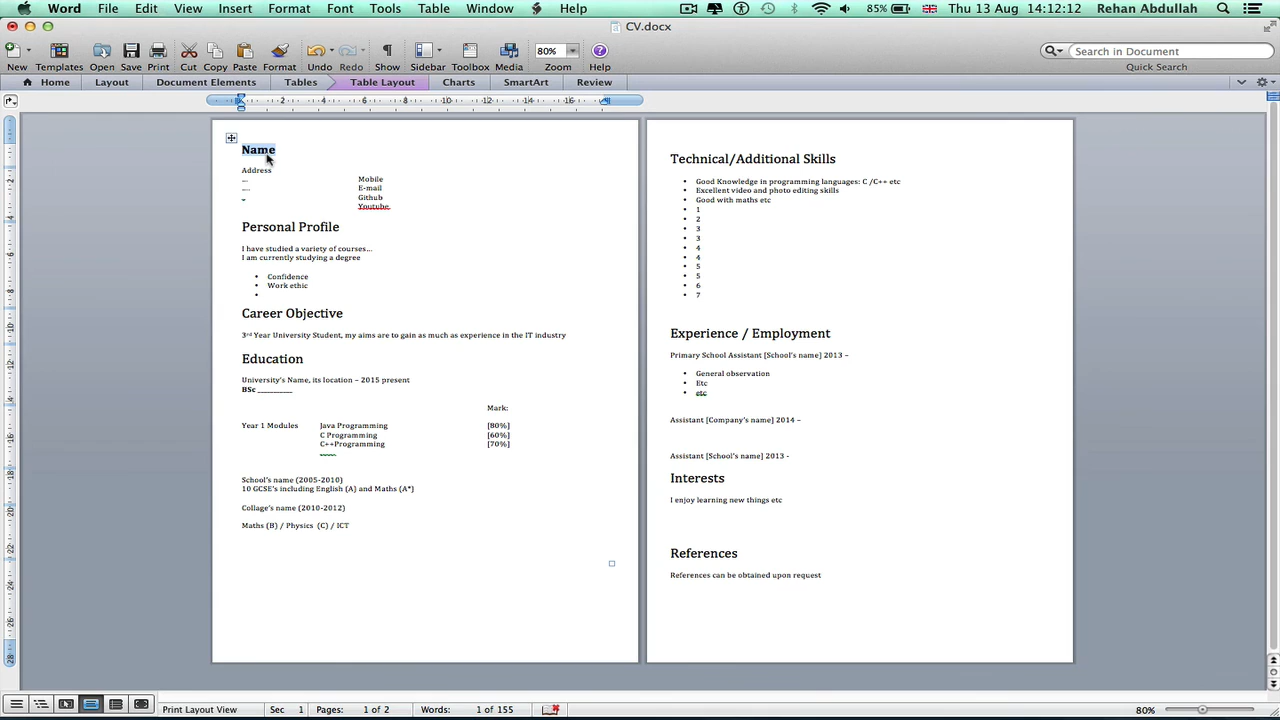 Word File Edit View Insert Format Font Tools Table Window Help 85% Thu 13 Aug 14:12:12 Rehan Abdullah
CV.docx
80%
Search in Document
New Templates Open Save Print Cut Copy Paste Format Undo Redo Show Sidebar Toolbox Media Zoom Help Quick Search
Home Layout Document Elements Tables Table Layout Charts SmartArt Review
2 4 6 8 10 12 14 16
Name
Address
... Mobile
.... E-mail
Github
Youtube
Personal Profile
I have studied a variety of courses...
I am currently studying a degree
• Confidence
• Work ethic
•
Career Objective
3rd Year University Student, my aims are to gain as much as experience in the IT industry
Education
University's Name, its location – 2015 present
BSc __________
Mark:
Year 1 Modules Java Programming [80%]
C Programming [60%]
C++Programming [70%]
School's name (2005-2010)
10 GCSE's including English (A) and Maths (A*)
Collage's name (2010-2012)
Maths (B) / Physics (C) / ICT
Technical/Additional Skills
• Good Knowledge in programming languages: C /C++ etc
• Excellent video and photo editing skills
• Good with maths etc
• 1
• 2
• 3
• 3
• 4
• 4
• 5
• 5
• 6
• 7
Experience / Employment
Primary School Assistant [School's name] 2013 –
• General observation
• Etc
• etc
Assistant [Company's name] 2014 –
Assistant [School's name] 2013 -
Interests
I enjoy learning new things etc
References
References can be obtained upon request
Print Layout View Sec 1 Pages: 1 of 2 Words: 1 of 155 80%